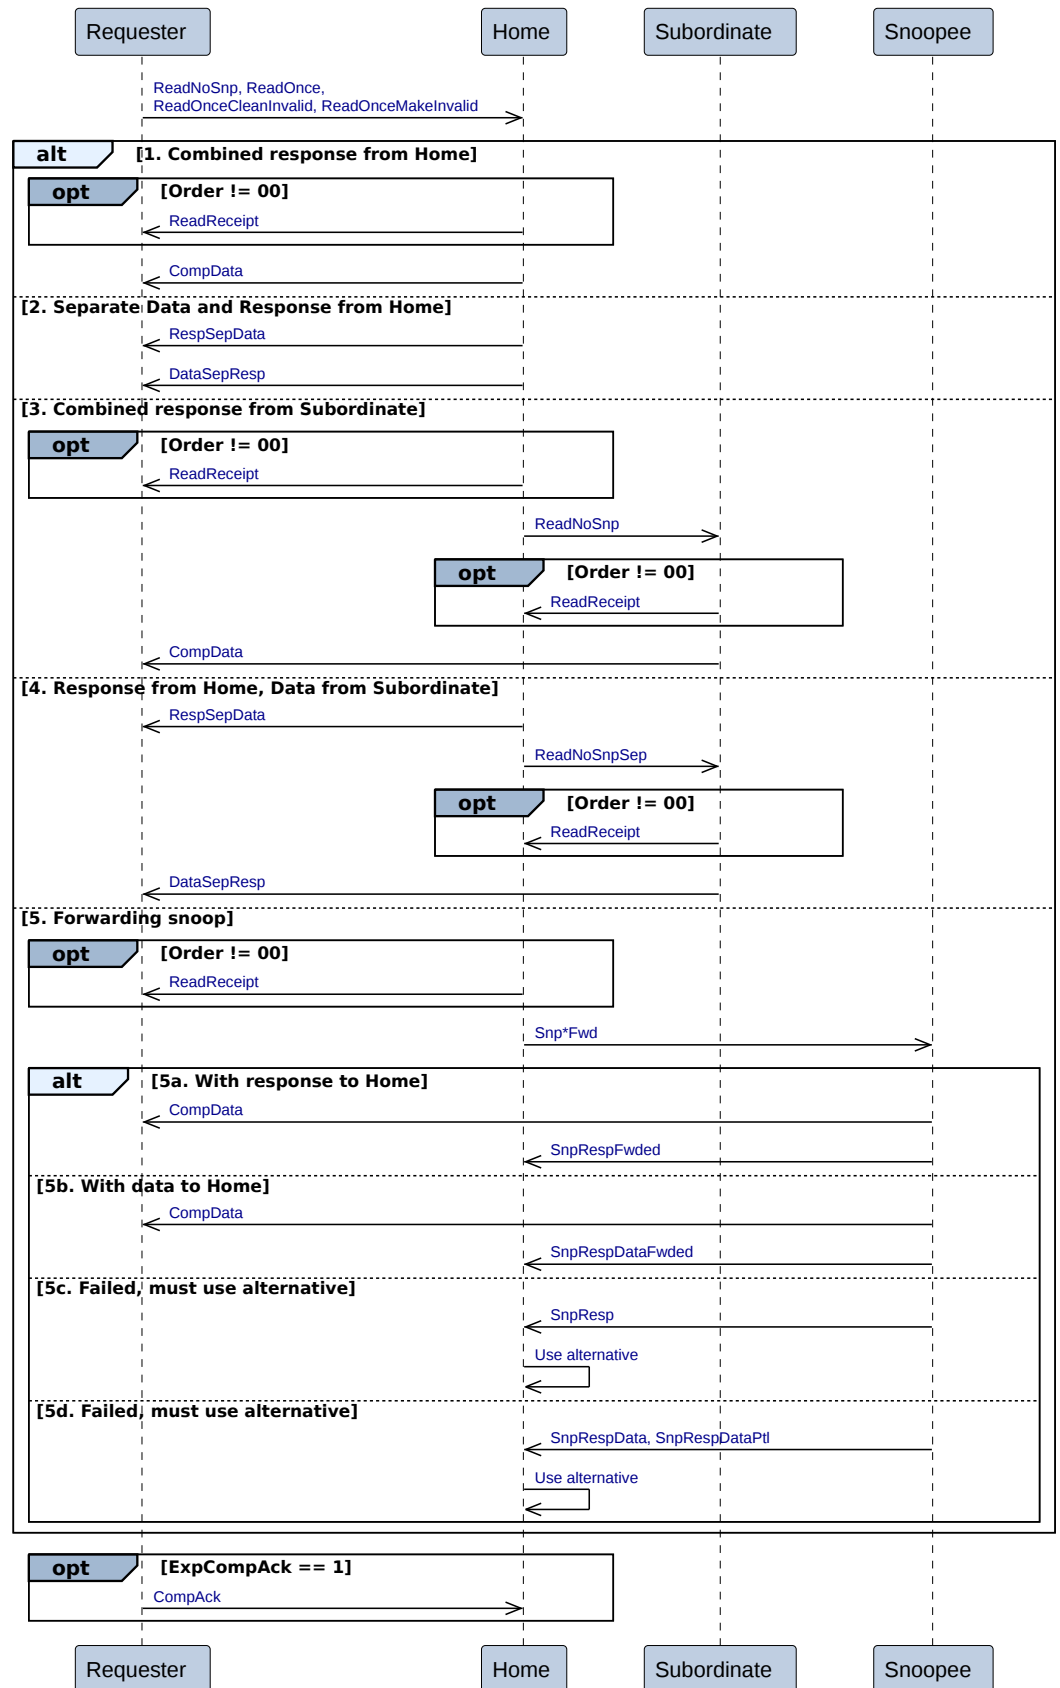 Requester Home Subordinate Snoopee
ReadNoSnp, ReadOnce,
ReadOnceCleanInvalid, ReadOnceMakeInvalid
alt [1. Combined response from Home]
opt [Order != 00]
ReadReceipt
CompData
[2. Separate Data and Response from Home]
RespSepData
DataSepResp
[3. Combined response from Subordinate]
opt [Order != 00]
ReadReceipt
ReadNoSnp
opt [Order != 00]
ReadReceipt
CompData
[4. Response from Home, Data from Subordinate]
RespSepData
ReadNoSnpSep
opt [Order != 00]
ReadReceipt
DataSepResp
[5. Forwarding snoop]
opt [Order != 00]
ReadReceipt
Snp*Fwd
alt [5a. With response to Home]
CompData
SnpRespFwded
[5b. With data to Home]
CompData
SnpRespDataFwded
[5c. Failed, must use alternative]
SnpResp
Use alternative
[5d. Failed, must use alternative]
SnpRespData, SnpRespDataPtl
Use alternative
opt [ExpCompAck == 1]
CompAck
Requester Home Subordinate Snoopee